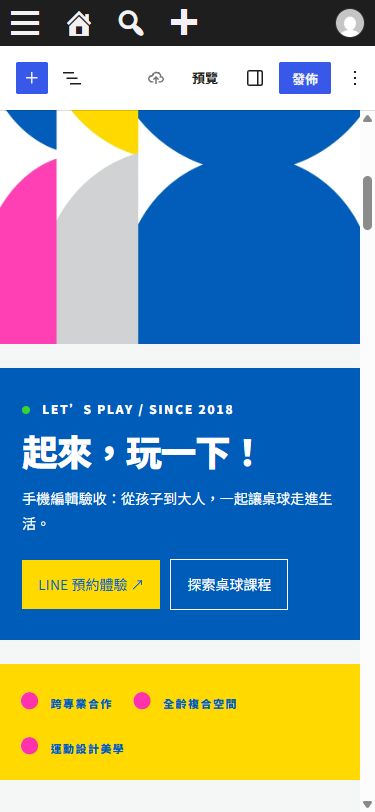 預覽
發佈
LET’S PLAY / SINCE 2018
起來，玩一下！
手機編輯驗收：從孩子到大人，一起讓桌球走進生
活。
LINE 預約體驗 ↗
探索桌球課程
跨專業合作
全齡複合空間
運動設計美學